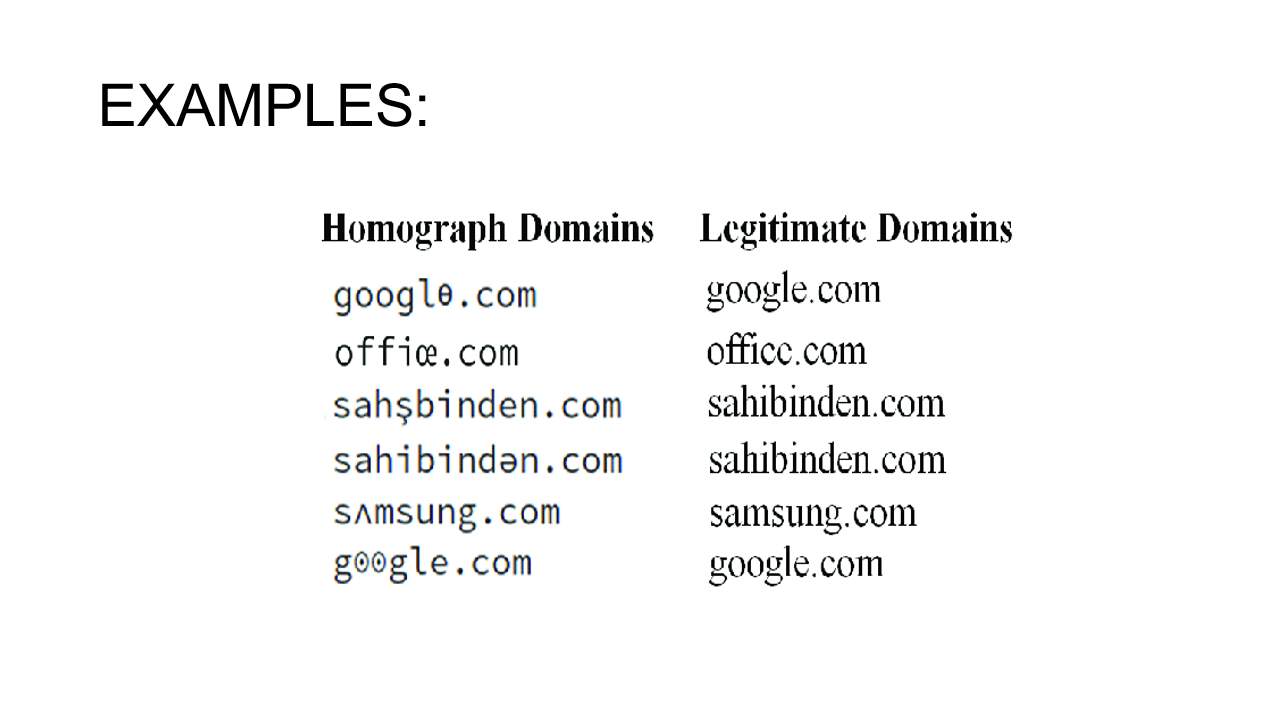 EXAMPLES:
Homograph Domains Legitimate Domains
googlθ.com google.com
offiœ.com office.com
sahşbinden.com sahibinden.com
sahibindən.com sahibinden.com
sʌmsung.com samsung.com
g00gle.com google.com